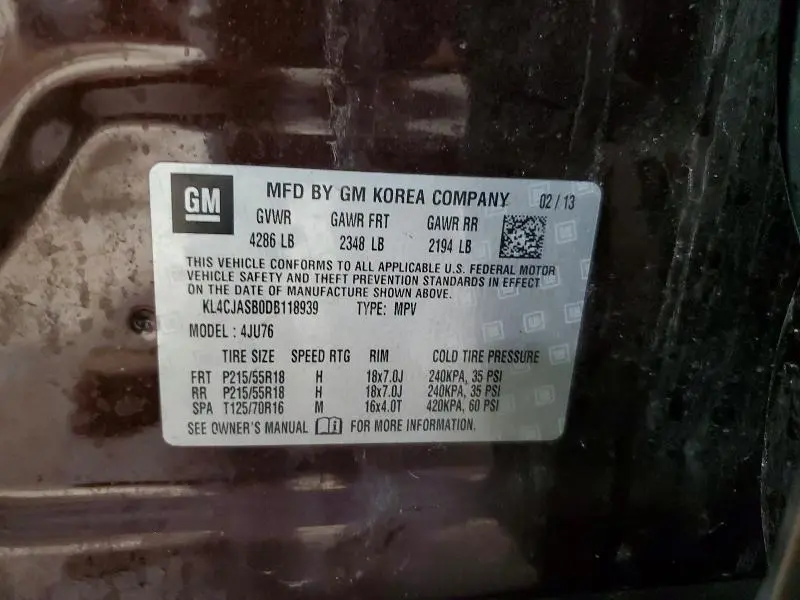 GM
MFD BY GM KOREA COMPANY 02 / 13
GVWR GAWR FRT GAWR RR
4286 LB 2348 LB 2194 LB
THIS VEHICLE CONFORMS TO ALL APPLICABLE U.S. FEDERAL MOTOR
VEHICLE SAFETY AND THEFT PREVENTION STANDARDS IN EFFECT
ON THE DATE OF MANUFACTURE SHOWN ABOVE.
KL4CJASB0DB118939 TYPE: MPV
MODEL : 4JU76
TIRE SIZE SPEED RTG RIM COLD TIRE PRESSURE
FRT P215/55R18 H 18x7.0J 240KPA, 35 PSI
RR P215/55R18 H 18x7.0J 240KPA, 35 PSI
SPA T125/70R16 M 16x4.0T 420KPA, 60 PSI
SEE OWNER'S MANUAL FOR MORE INFORMATION.